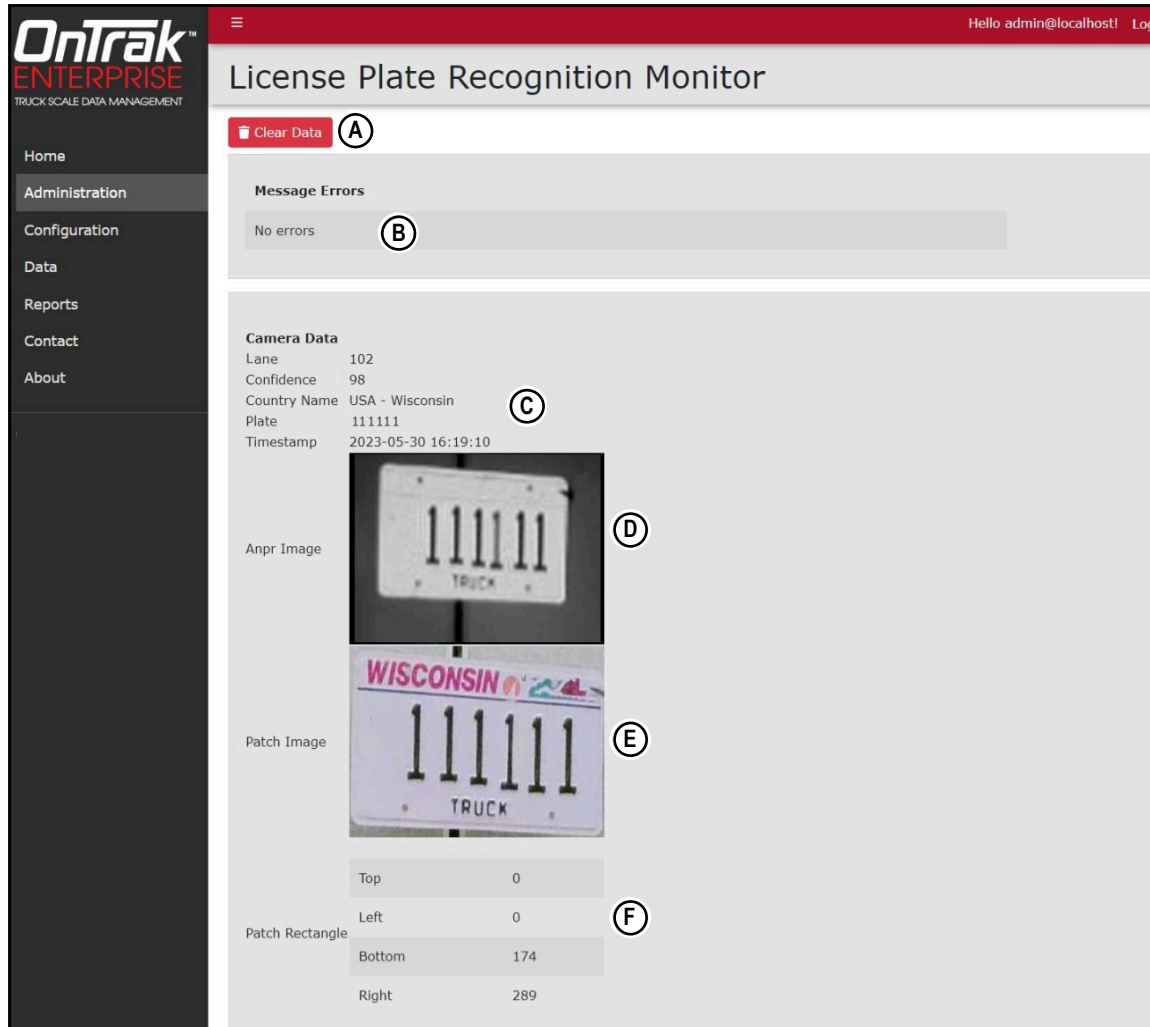 OnTrak™
ENTERPRISE
TRUCK SCALE DATA MANAGEMENT
Home
Administration
Configuration
Data
Reports
Contact
About
Hello admin@localhost! Log
License Plate Recognition Monitor
Clear Data A
Message Errors
No errors B
Camera Data
Lane 102
Confidence 98
Country Name USA - Wisconsin
C
Plate 111111
Timestamp 2023-05-30 16:19:10
111111
TRUCK
Anpr Image D
WISCONSIN
111111
TRUCK
Patch Image E
Patch Rectangle
Top 0
Left 0 F
Bottom 174
Right 289